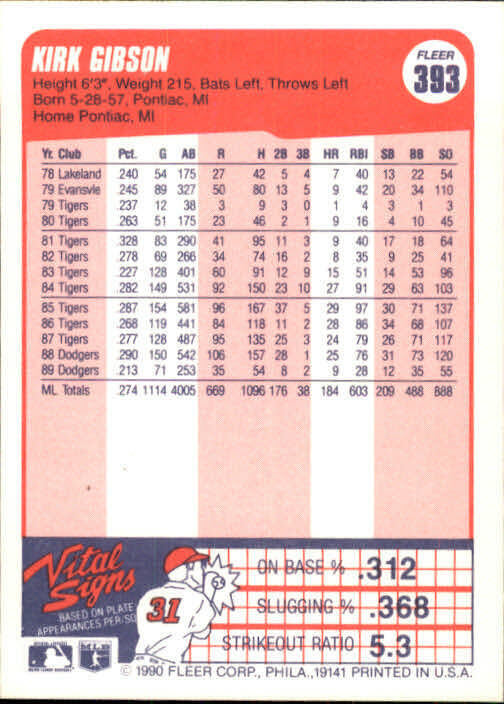 KIRK GIBSON
FLEER
393
Height 6'3", Weight 215, Bats Left, Throws Left
Born 5-28-57, Pontiac, MI
Home Pontiac, MI
Yr. Club Pct. G AB R H 2B 3B HR RBI SB BB SO
78 Lakeland .240 54 175 27 42 5 4 7 40 13 22 54
79 Evansvle .245 89 327 50 80 13 5 9 42 20 34 110
79 Tigers .237 12 38 3 9 3 0 1 4 3 1 3
80 Tigers .263 51 175 23 46 2 1 9 16 4 10 45
81 Tigers .328 83 290 41 95 11 3 9 40 17 18 64
82 Tigers .278 69 266 34 74 16 2 8 35 9 25 41
83 Tigers .227 128 401 60 91 12 9 15 51 14 53 96
84 Tigers .282 149 531 92 150 23 10 27 91 29 63 103
85 Tigers .287 154 581 96 167 37 5 29 97 30 71 137
86 Tigers .268 119 441 84 118 11 2 28 86 34 68 107
87 Tigers .277 128 487 95 135 25 3 24 79 26 71 117
88 Dodgers .290 150 542 106 157 28 1 25 76 31 73 120
89 Dodgers .213 71 253 35 54 8 2 9 28 12 35 55
ML Totals .274 1114 4005 669 1096 176 38 184 603 209 488 888
Vital Signs
BASED ON PLATE
APPEARANCES PER/SO
31
ON BASE % .312
SLUGGING % .368
STRIKEOUT RATIO 5.3
© 1990 FLEER CORP., PHILA., 19141 PRINTED IN U.S.A.